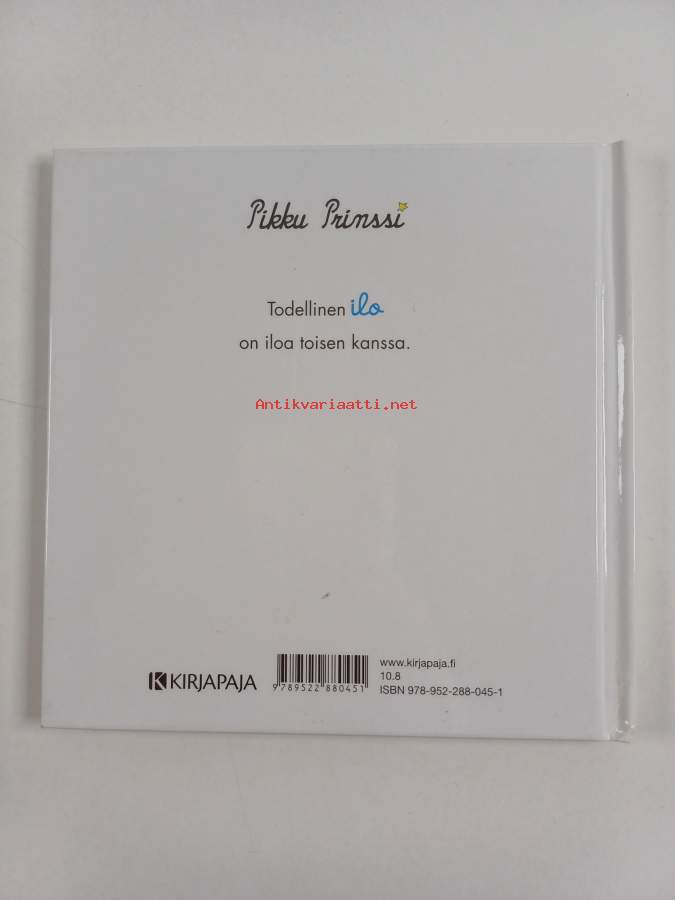 Pikku Prinssi
Todellinen ilo
on iloa toisen kanssa.
Antikvariaatti.net
KIRJAPAJA
9789522880451
www.kirjapaja.fi
10.8
ISBN 978-952-288-045-1